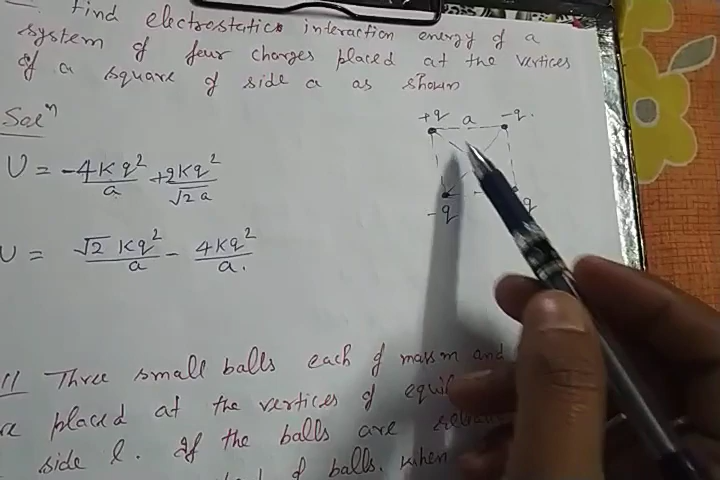 Find electrostatic interaction energy of a
system of four charges placed at the vertices
of a square of side a as shown
Solⁿ
+q a -q.
U = -4Kq²/a + 2Kq²/√2 a
-q q
U = √2 Kq²/a - 4Kq²/a.
11 Three small balls each of mass m and
placed at the vertices of
side l. If the balls are
of balls. When